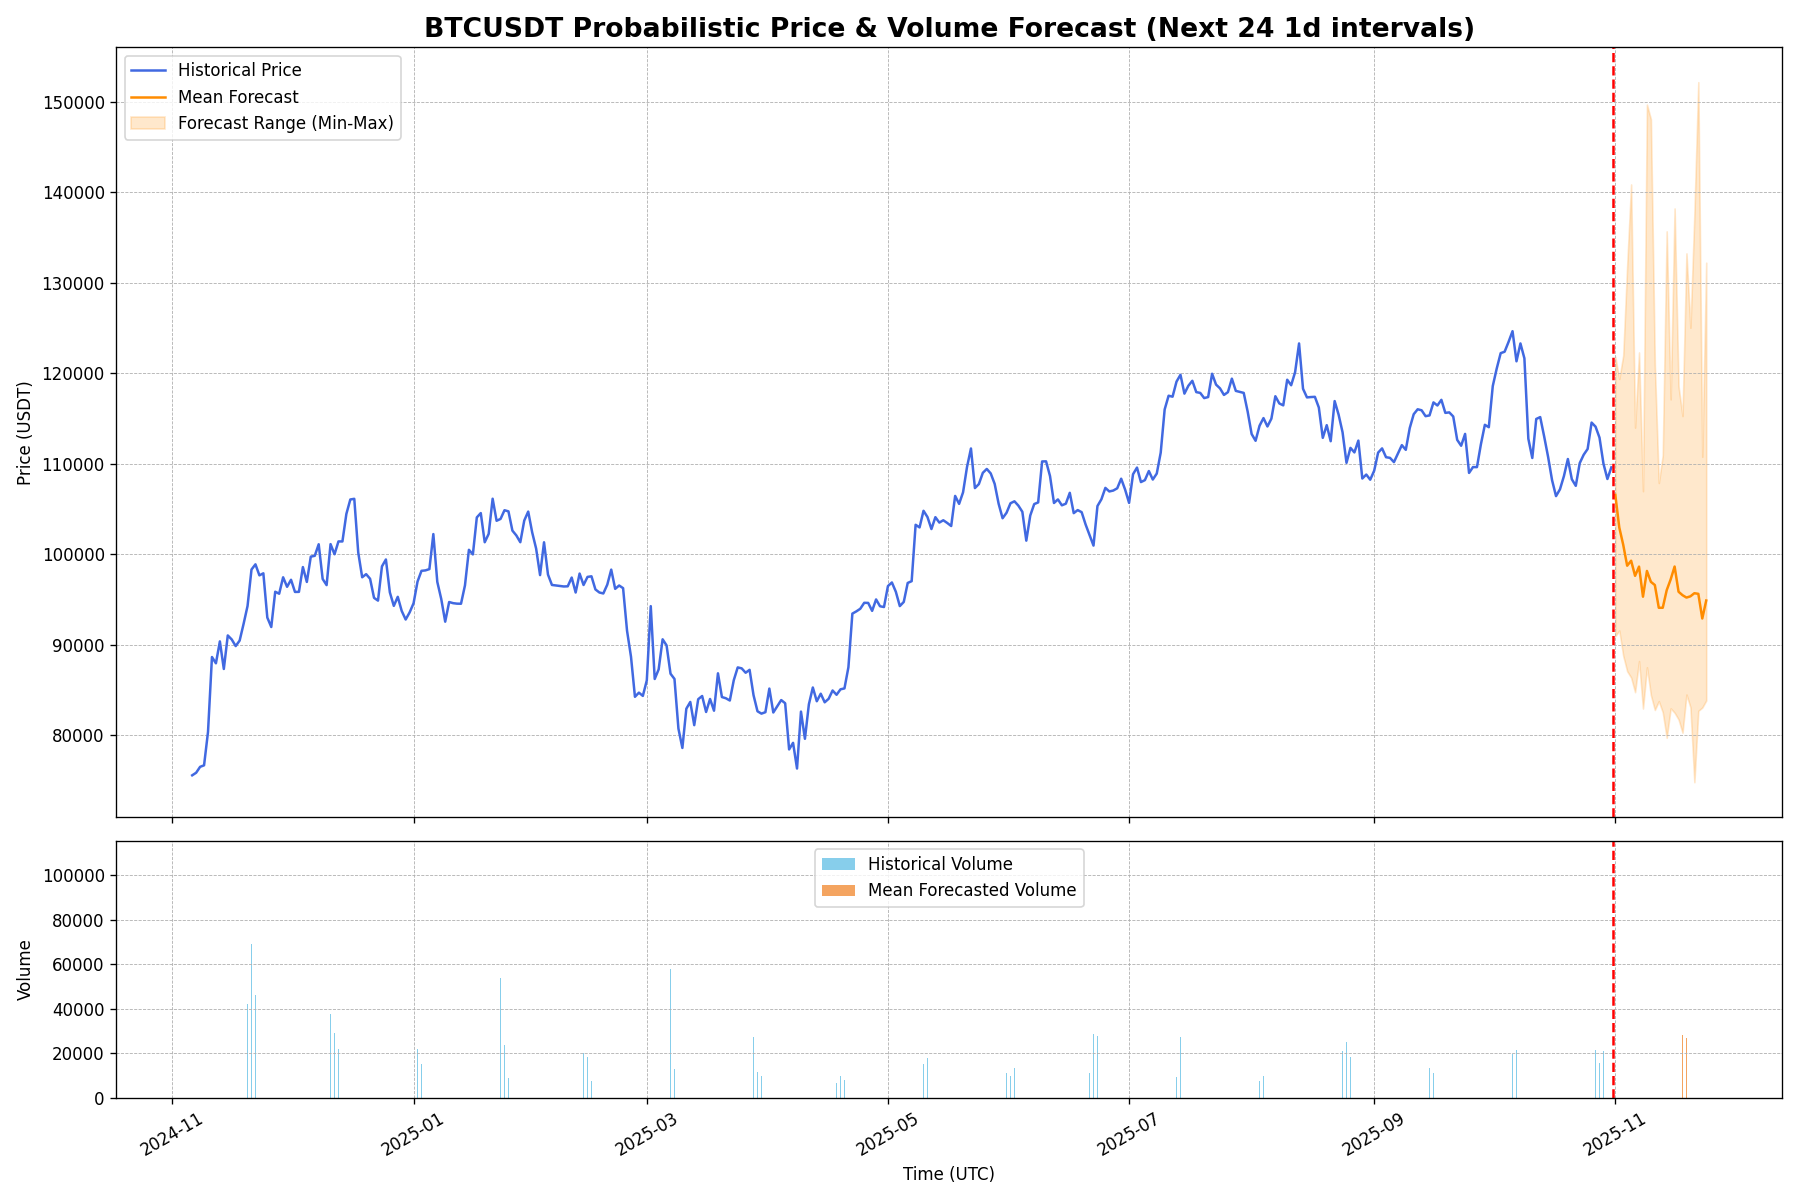 BTCUSDT Probabilistic Price & Volume Forecast (Next 24 1d intervals)
Historical Price
Mean Forecast
Forecast Range (Min-Max)
150000
140000
130000
120000
110000
100000
90000
80000
Price (USDT)
Historical Volume
Mean Forecasted Volume
100000
80000
60000
40000
20000
0
Volume
2024-11
2025-01
2025-03
2025-05
2025-07
2025-09
2025-11
Time (UTC)